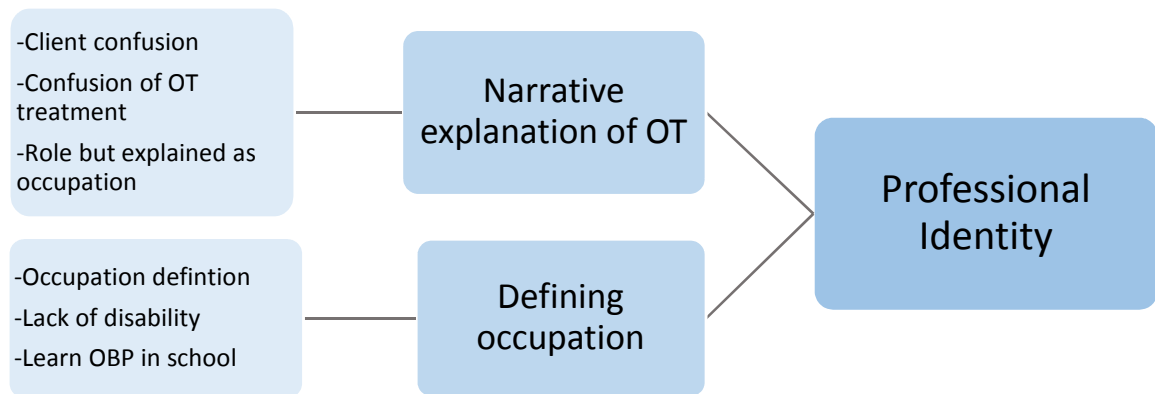 -Client confusion
-Confusion of OT
treatment
-Role but explained as
occupation
Narrative
explanation of OT
-Occupation defintion
-Lack of disability
-Learn OBP in school
Defining
occupation
Professional
Identity